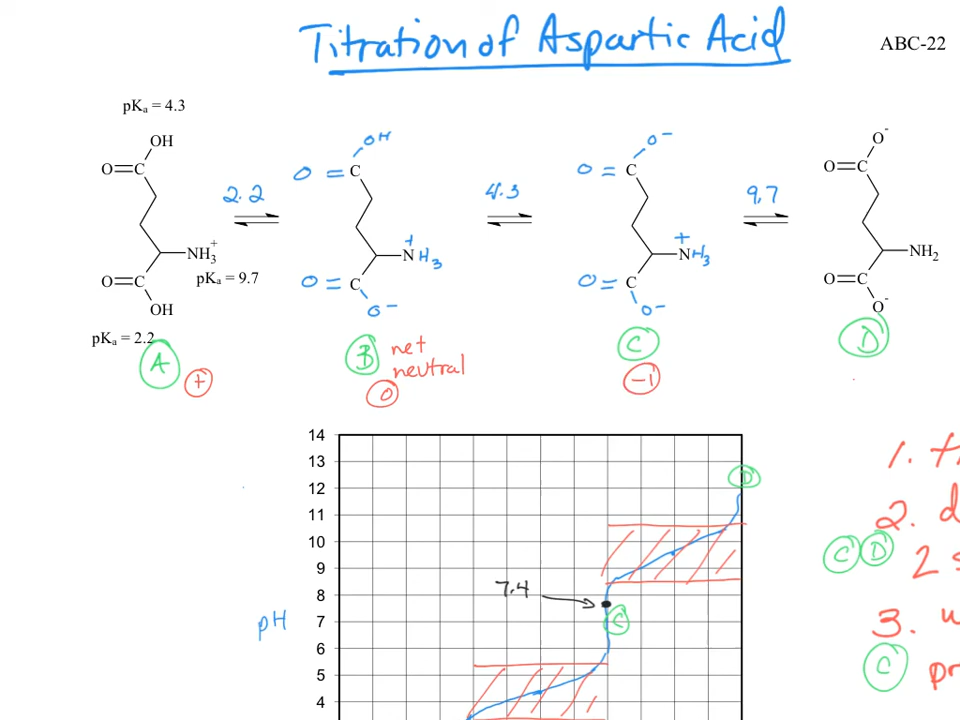 Titration of Aspartic Acid
ABC-22
pKa = 4.3
OH
O=C
NH3+
pKa = 9.7
O=C
OH
pKa = 2.2
A
+
2.2
OH
O=C
NH3+
O=C
O-
B net
neutral
0
4.3
O-
O=C
NH3+
O=C
O-
C
-1
9,7
O-
O=C
NH2
O=C
O-
D
14
13
12
11
10
9
8
7
6
5
4
pH
7.4
C
D
1.
2.
C D 2
3.
C